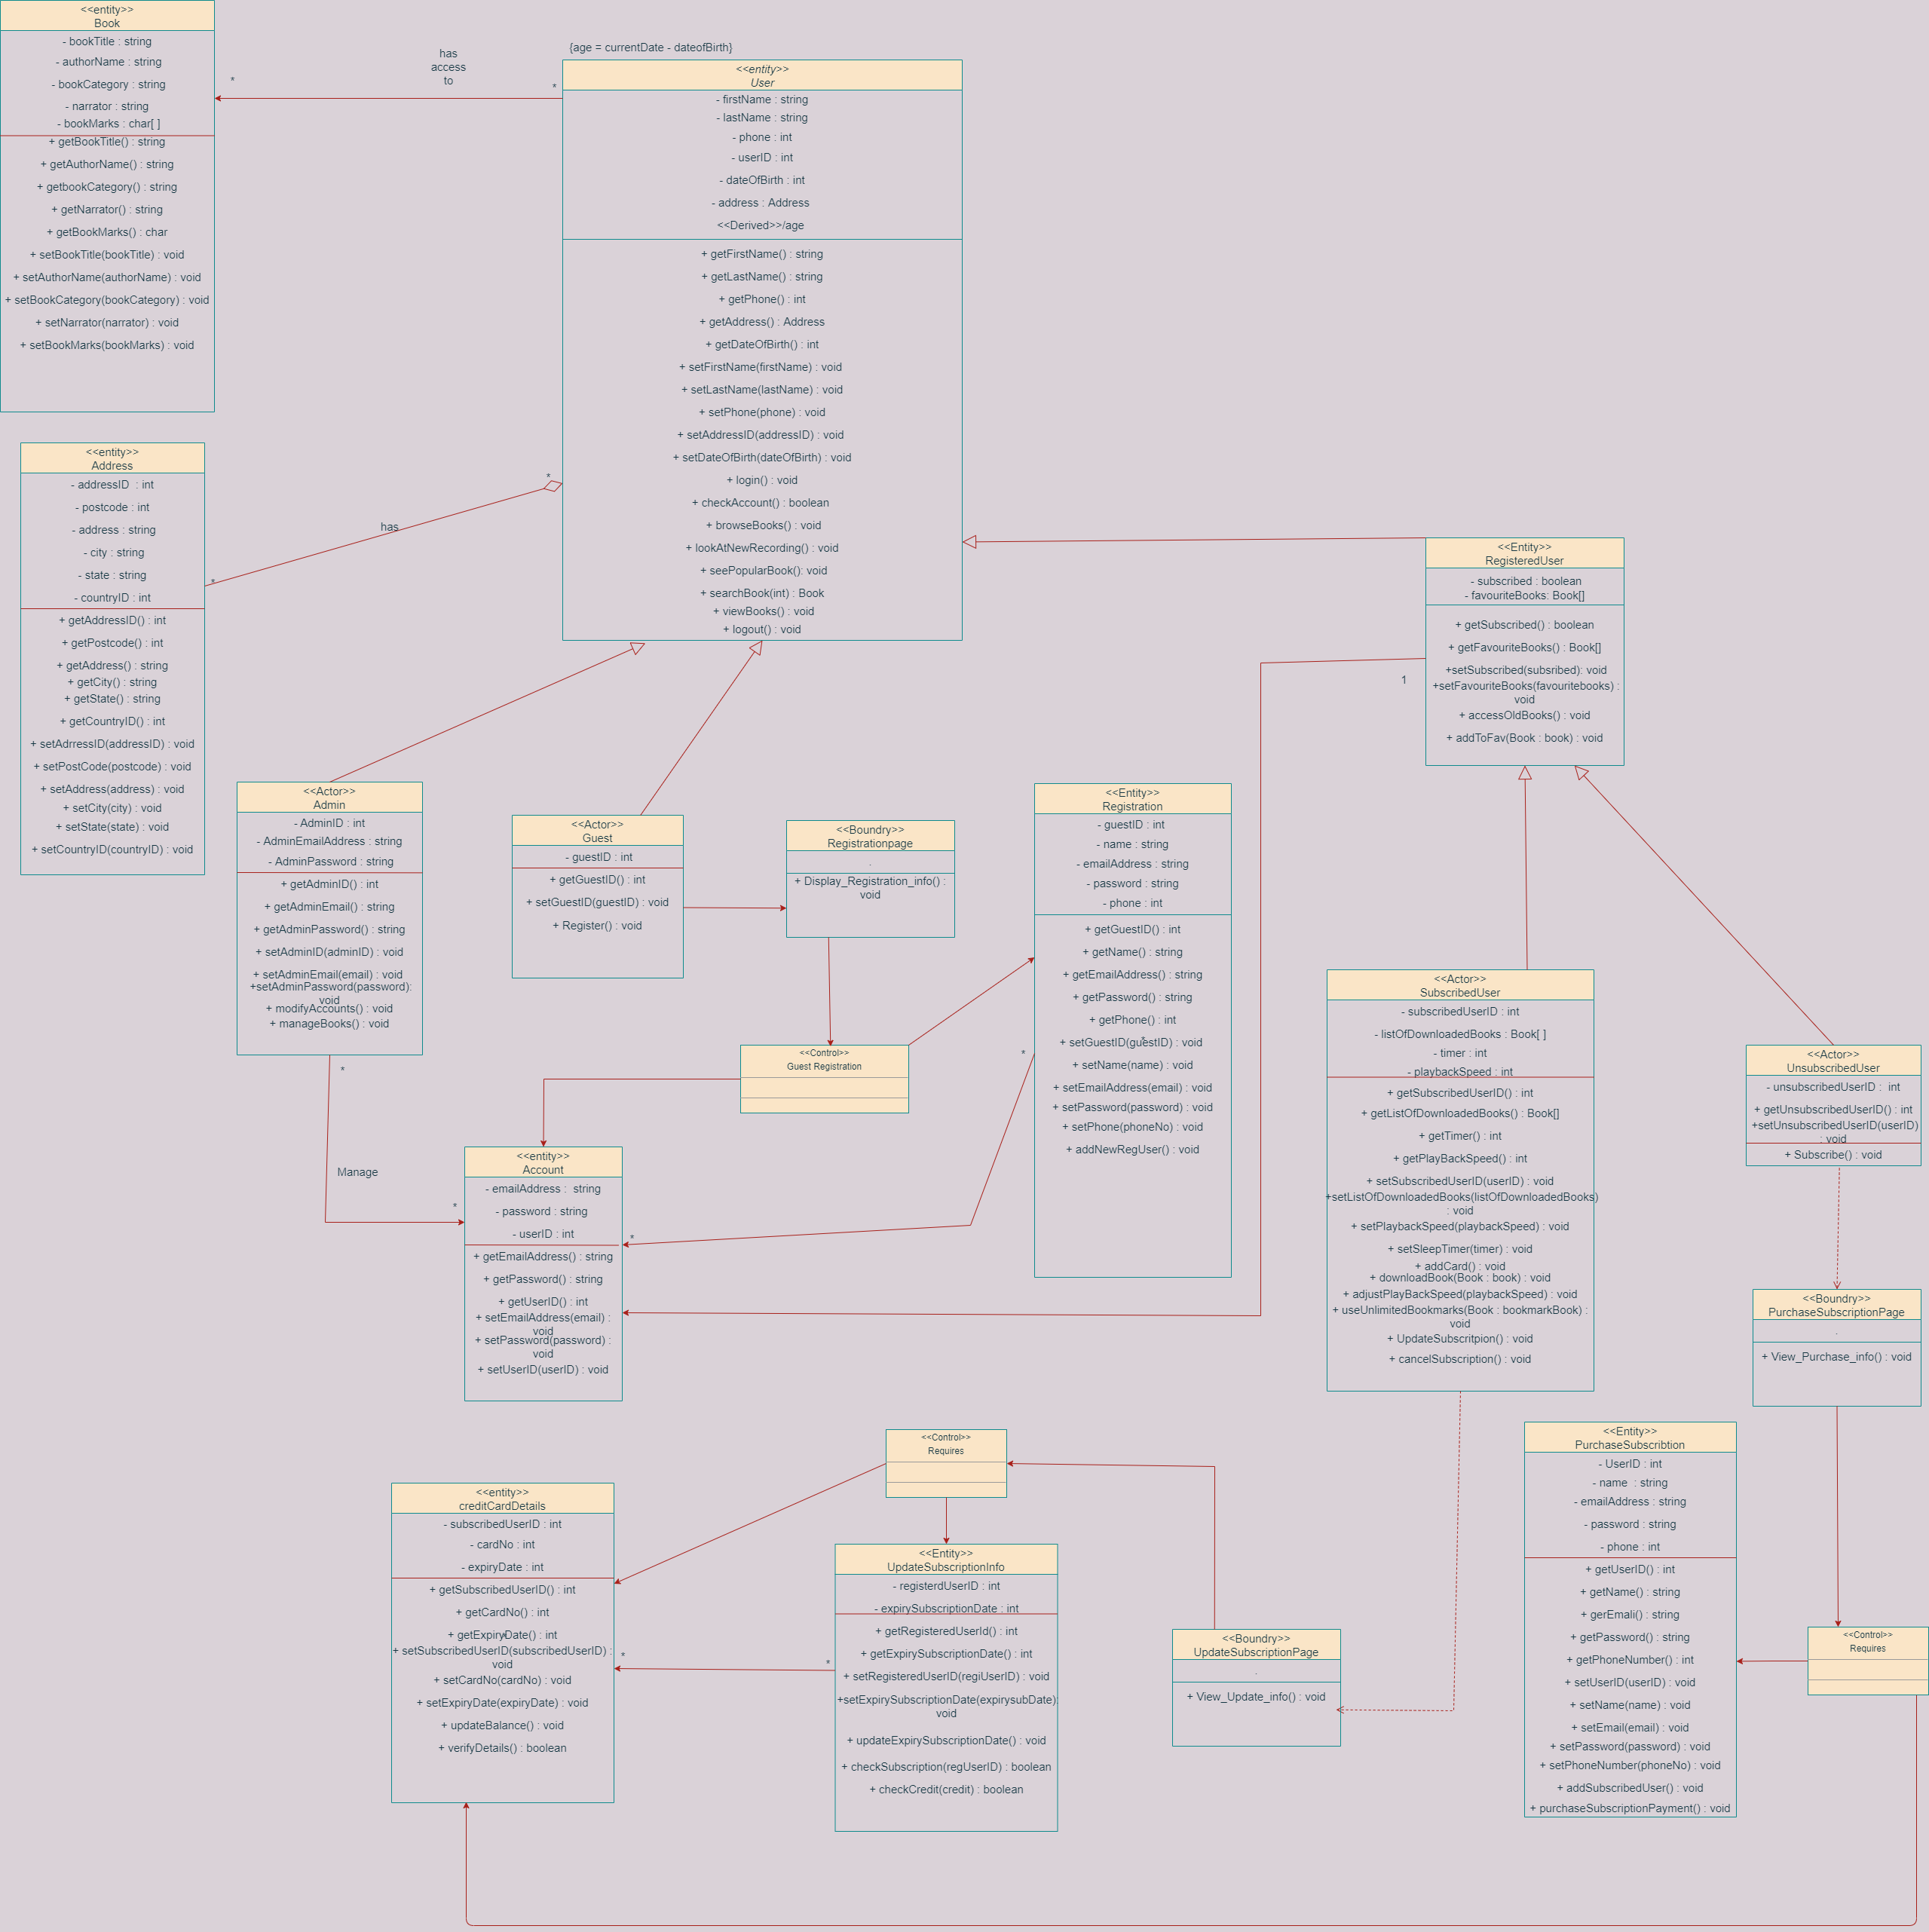 <<entity>>
Book
- bookTitle : string
- authorName : string
- bookCategory : string
- narrator : string
- bookMarks : char[ ]
+ getBookTitle() : string
+ getAuthorName() : string
+ getbookCategory() : string
+ getNarrator() : string
+ getBookMarks() : char
+ setBookTitle(bookTitle) : void
+ setAuthorName(authorName) : void
+ setBookCategory(bookCategory) : void
+ setNarrator(narrator) : void
+ setBookMarks(bookMarks) : void
*
has
access
to
*
{age = currentDate - dateofBirth}
<<entity>>
User
- firstName : string
- lastName : string
- phone : int
- userID : int
- dateOfBirth : int
- address : Address
<<Derived>>/age
+ getFirstName() : string
+ getLastName() : string
+ getPhone() : int
+ getAddress() : Address
+ getDateOfBirth() : int
+ setFirstName(firstName) : void
+ setLastName(lastName) : void
+ setPhone(phone) : void
+ setAddressID(addressID) : void
+ setDateOfBirth(dateOfBirth) : void
+ login() : void
+ checkAccount() : boolean
+ browseBooks() : void
+ lookAtNewRecording() : void
+ seePopularBook(): void
+ searchBook(int) : Book
+ viewBooks() : void
+ logout() : void
<<entity>>
Address
- addressID  : int
- postcode : int
- address : string
- city : string
- state : string
- countryID : int
+ getAddressID() : int
+ getPostcode() : int
+ getAddress() : string
+ getCity() : string
+ getState() : string
+ getCountryID() : int
+ setAdrressID(addressID) : void
+ setPostCode(postcode) : void
+ setAddress(address) : void
+ setCity(city) : void
+ setState(state) : void
+ setCountryID(countryID) : void
*
has
*
<<Entity>>
RegisteredUser
- subscribed : boolean
- favouriteBooks: Book[]
+ getSubscribed() : boolean
+ getFavouriteBooks() : Book[]
+setSubscribed(subsribed): void
+setFavouriteBooks(favouritebooks) :
void
+ accessOldBooks() : void
+ addToFav(Book : book) : void
1
<<Actor>>
Admin
- AdminID : int
- AdminEmailAddress : string
- AdminPassword : string
+ getAdminID() : int
+ getAdminEmail() : string
+ getAdminPassword() : string
+ setAdminID(adminID) : void
+ setAdminEmail(email) : void
+setAdminPassword(password):
void
+ modifyAccounts() : void
+ manageBooks() : void
*
Manage
*
<<Actor>>
Guest
- guestID : int
+ getGuestID() : int
+ setGuestID(guestID) : void
+ Register() : void
<<Boundry>>
Registrationpage
.
+ Display_Registration_info() :
void
<<Control>>
Guest Registration
<<Entity>>
Registration
- guestID : int
- name : string
- emailAddress : string
- password : string
- phone : int
+ getGuestID() : int
+ getName() : string
+ getEmailAddress() : string
+ getPassword() : string
+ getPhone() : int
*
+ setGuestID(guestID) : void
+ setName(name) : void
+ setEmailAddress(email) : void
+ setPassword(password) : void
+ setPhone(phoneNo) : void
+ addNewRegUser() : void
*
*
<<entity>>
Account
- emailAddress :  string
- password : string
- userID : int
+ getEmailAddress() : string
+ getPassword() : string
+ getUserID() : int
+ setEmailAddress(email) :
void
+ setPassword(password) :
void
+ setUserID(userID) : void
<<Actor>>
SubscribedUser
- subscribedUserID : int
- listOfDownloadedBooks : Book[ ]
- timer : int
- playbackSpeed : int
+ getSubscribedUserID() : int
+ getListOfDownloadedBooks() : Book[]
+ getTimer() : int
+ getPlayBackSpeed() : int
+ setSubscribedUserID(userID) : void
+setListOfDownloadedBooks(listOfDownloadedBooks)
: void
+ setPlaybackSpeed(playbackSpeed) : void
+ setSleepTimer(timer) : void
+ addCard() : void
+ downloadBook(Book : book) : void
+ adjustPlayBackSpeed(playbackSpeed) : void
+ useUnlimitedBookmarks(Book : bookmarkBook) :
void
+ UpdateSubscritpion() : void
+ cancelSubscription() : void
<<Actor>>
UnsubscribedUser
- unsubscribedUserID :  int
+ getUnsubscribedUserID() : int
+setUnsubscribedUserID(userID)
: void
+ Subscribe() : void
<<Boundry>>
PurchaseSubscriptionPage
.
+ View_Purchase_info() : void
<<Entity>>
PurchaseSubscribtion
- UserID : int
- name  : string
- emailAddress : string
- password : string
- phone : int
+ getUserID() : int
+ getName() : string
+ gerEmali() : string
+ getPassword() : string
+ getPhoneNumber() : int
+ setUserID(userID) : void
+ setName(name) : void
+ setEmail(email) : void
+ setPassword(password) : void
+ setPhoneNumber(phoneNo) : void
+ addSubscribedUser() : void
+ purchaseSubscriptionPayment() : void
<<Control>>
Requires
<<Control>>
Requires
<<entity>>
creditCardDetails
- subscribedUserID : int
- cardNo : int
- expiryDate : int
+ getSubscribedUserID() : int
+ getCardNo() : int
+ getExpiryDate() : int
*
+ setSubscribedUserID(subscribedUserID) :
void
+ setCardNo(cardNo) : void
+ setExpiryDate(expiryDate) : void
+ updateBalance() : void
+ verifyDetails() : boolean
*
*
<<Entity>>
UpdateSubscriptionInfo
- registerdUserID : int
- expirySubscriptionDate : int
+ getRegisteredUserId() : int
+ getExpirySubscriptionDate() : int
+ setRegisteredUserID(regiUserID) : void
+setExpirySubscriptionDate(expirysubDate):
void
+ updateExpirySubscriptionDate() : void
+ checkSubscription(regUserID) : boolean
+ checkCredit(credit) : boolean
<<Boundry>>
UpdateSubscriptionPage
.
+ View_Update_info() : void